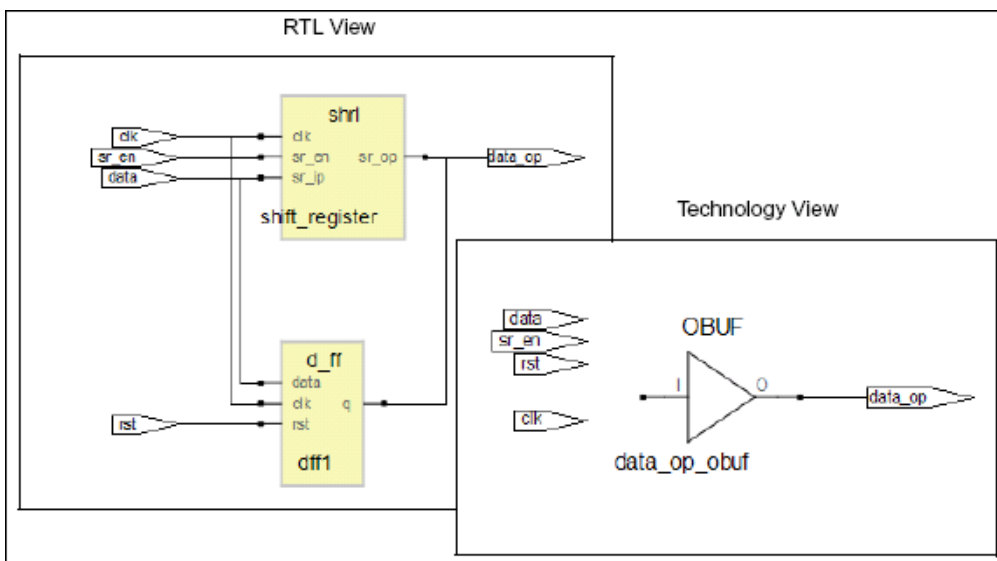 RTL View
shrl
clk
clk
sr_en
sr_en
sr_op
data_op
data
sr_ip
shift_register
d_ff
data
clk
q
rst
rst
dff1
Technology View
data
OBUF
sr_en
rst
I
O
data_op
clk
data_op_obuf